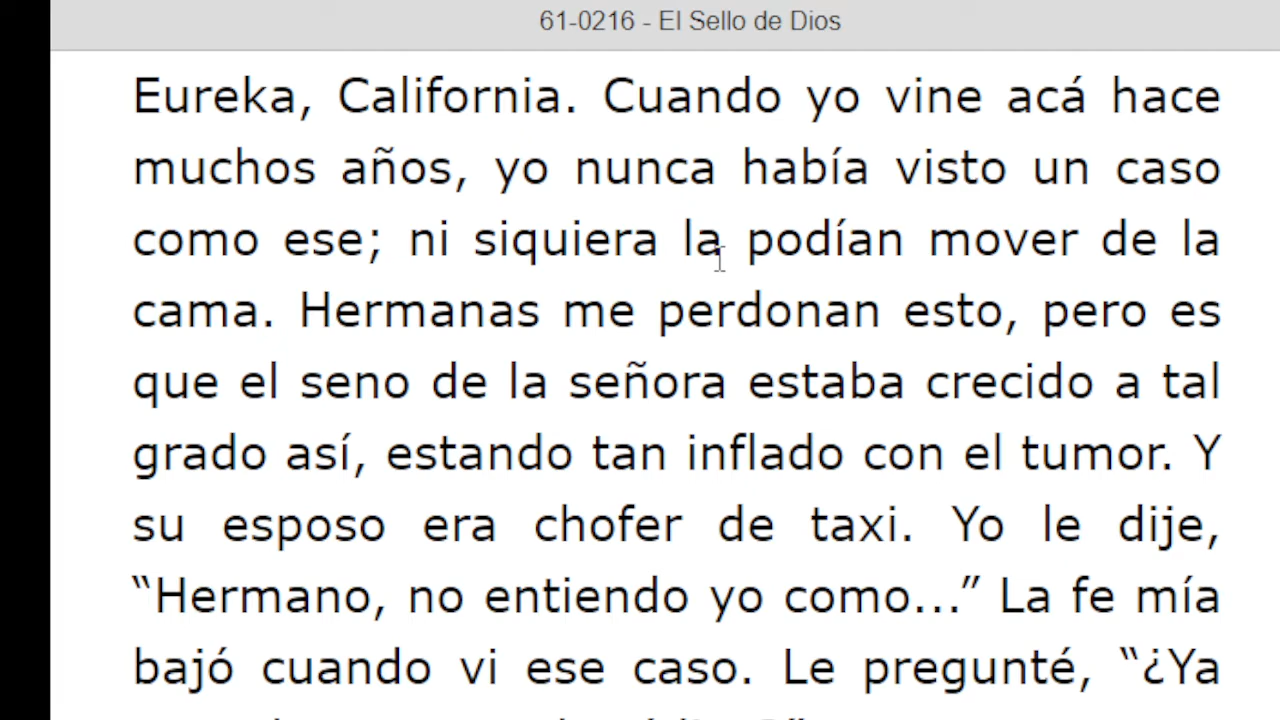 61-0216 - El Sello de Dios
Eureka, California. Cuando yo vine acá hace
muchos años, yo nunca había visto un caso
como ese; ni siquiera la podían mover de la
cama. Hermanas me perdonan esto, pero es
que el seno de la señora estaba crecido a tal
grado así, estando tan inflado con el tumor. Y
su esposo era chofer de taxi. Yo le dije,
“Hermano, no entiendo yo como...” La fe mía
bajó cuando vi ese caso. Le pregunté, “¿Ya